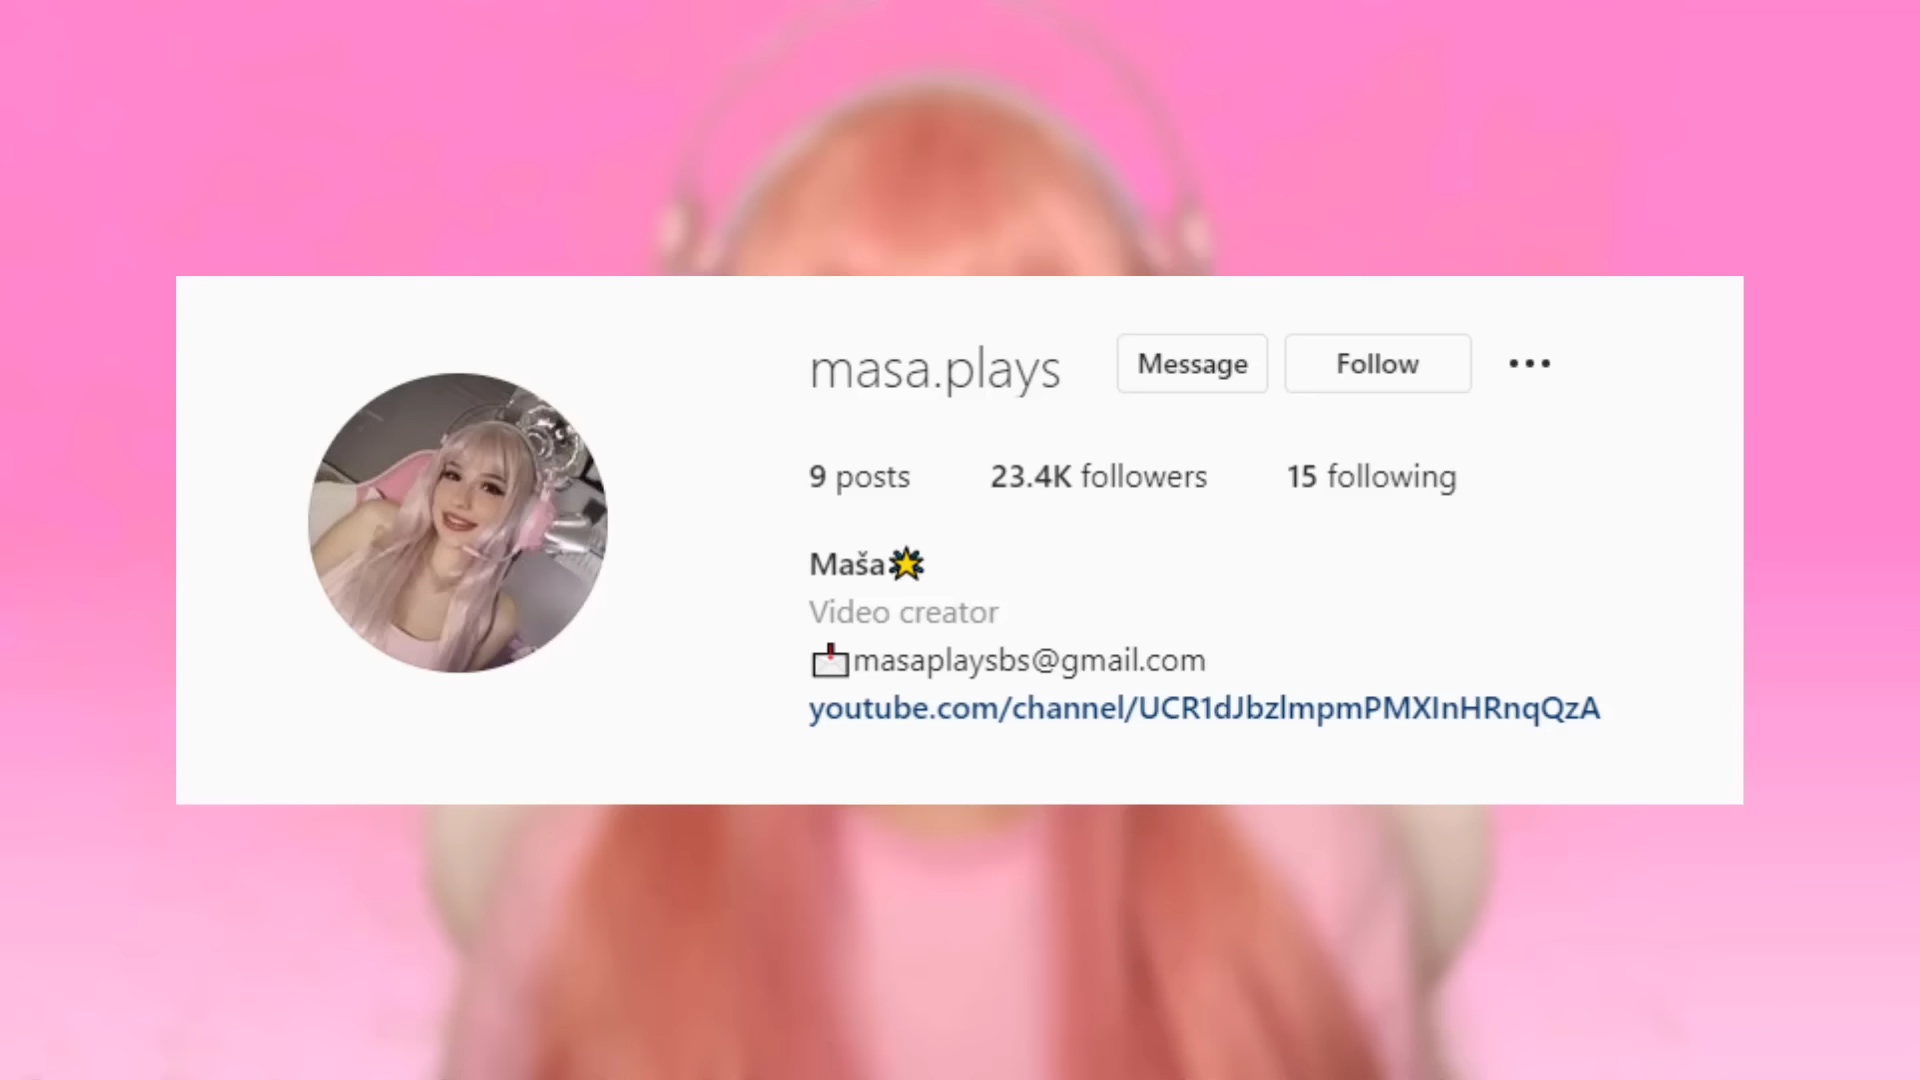 masa.plays Message Follow
9 posts 23.4K followers 15 following
Maša🌟
Video creator
📩masaplaysbs@gmail.com
youtube.com/channel/UCR1dJbzlmpmPMXInHRnqQzA